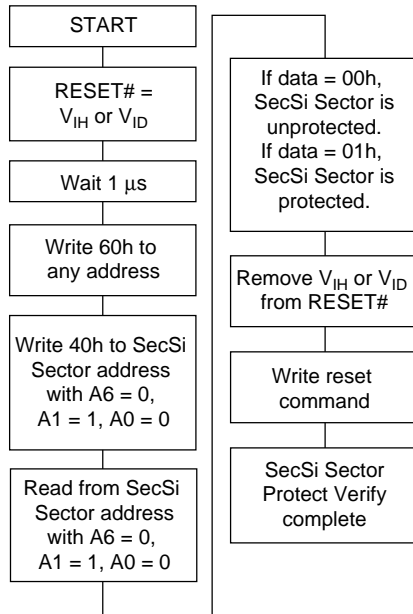 START
RESET# =
V_IH or V_ID
Wait 1 μs
Write 60h to
any address
Write 40h to SecSi
Sector address
with A6 = 0,
A1 = 1, A0 = 0
Read from SecSi
Sector address
with A6 = 0,
A1 = 1, A0 = 0
If data = 00h,
SecSi Sector is
unprotected.
If data = 01h,
SecSi Sector is
protected.
Remove V_IH or V_ID
from RESET#
Write reset
command
SecSi Sector
Protect Verify
complete